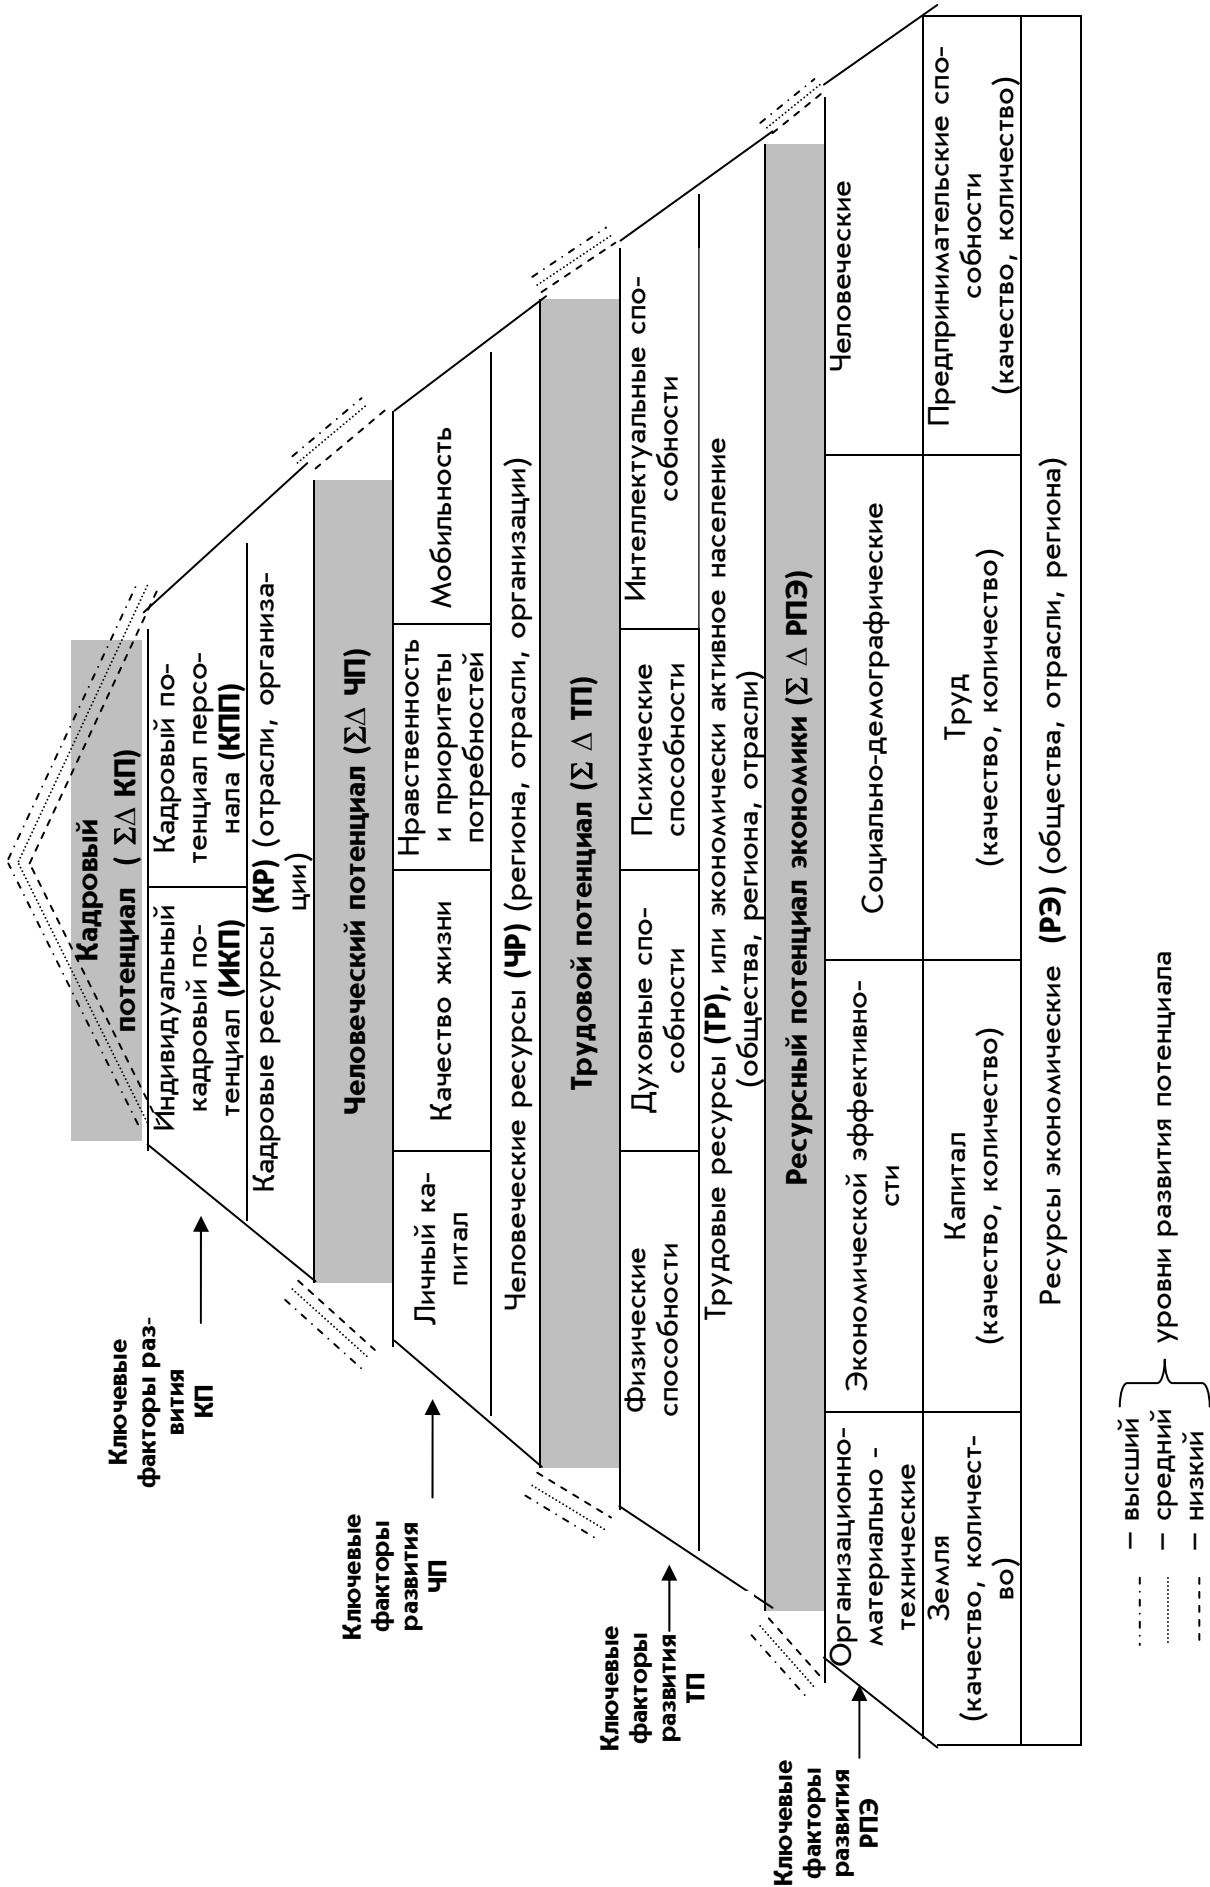 Кадровый
потенциал ( ΣΔ КП)
Индивидуальный
кадровый по-
тенциал (ИКП)
Кадровый по-
тенциал персо-
нала (КПП)
Кадровые ресурсы (КР) (отрасли, организа-
ции)
Ключевые
факторы раз-
вития
КП
Человеческий потенциал (ΣΔ ЧП)
Личный ка-
питал
Качество жизни
Нравственность
и приоритеты
потребностей
Мобильность
Человеческие ресурсы (ЧР) (региона, отрасли, организации)
Ключевые
факторы
развития
ЧП
Трудовой потенциал (Σ Δ ТП)
Физические
способности
Духовные спо-
собности
Психические
способности
Интеллектуальные спо-
собности
Трудовые ресурсы (ТР), или экономически активное население
(общества, региона, отрасли)
Ключевые
факторы
развития
ТП
Ресурсный потенциал экономики (Σ Δ РПЭ)
Организационно-
материально -
технические
Экономической эффективно-
сти
Социально-демографические
Человеческие
Ключевые
факторы
развития
РПЭ
Земля
(качество, количест-
во)
Капитал
(качество, количество)
Труд
(качество, количество)
Предпринимательские спо-
собности
(качество, количество)
Ресурсы экономические (РЭ) (общества, отрасли, региона)
– высший
– средний
– низкий
уровни развития потенциала